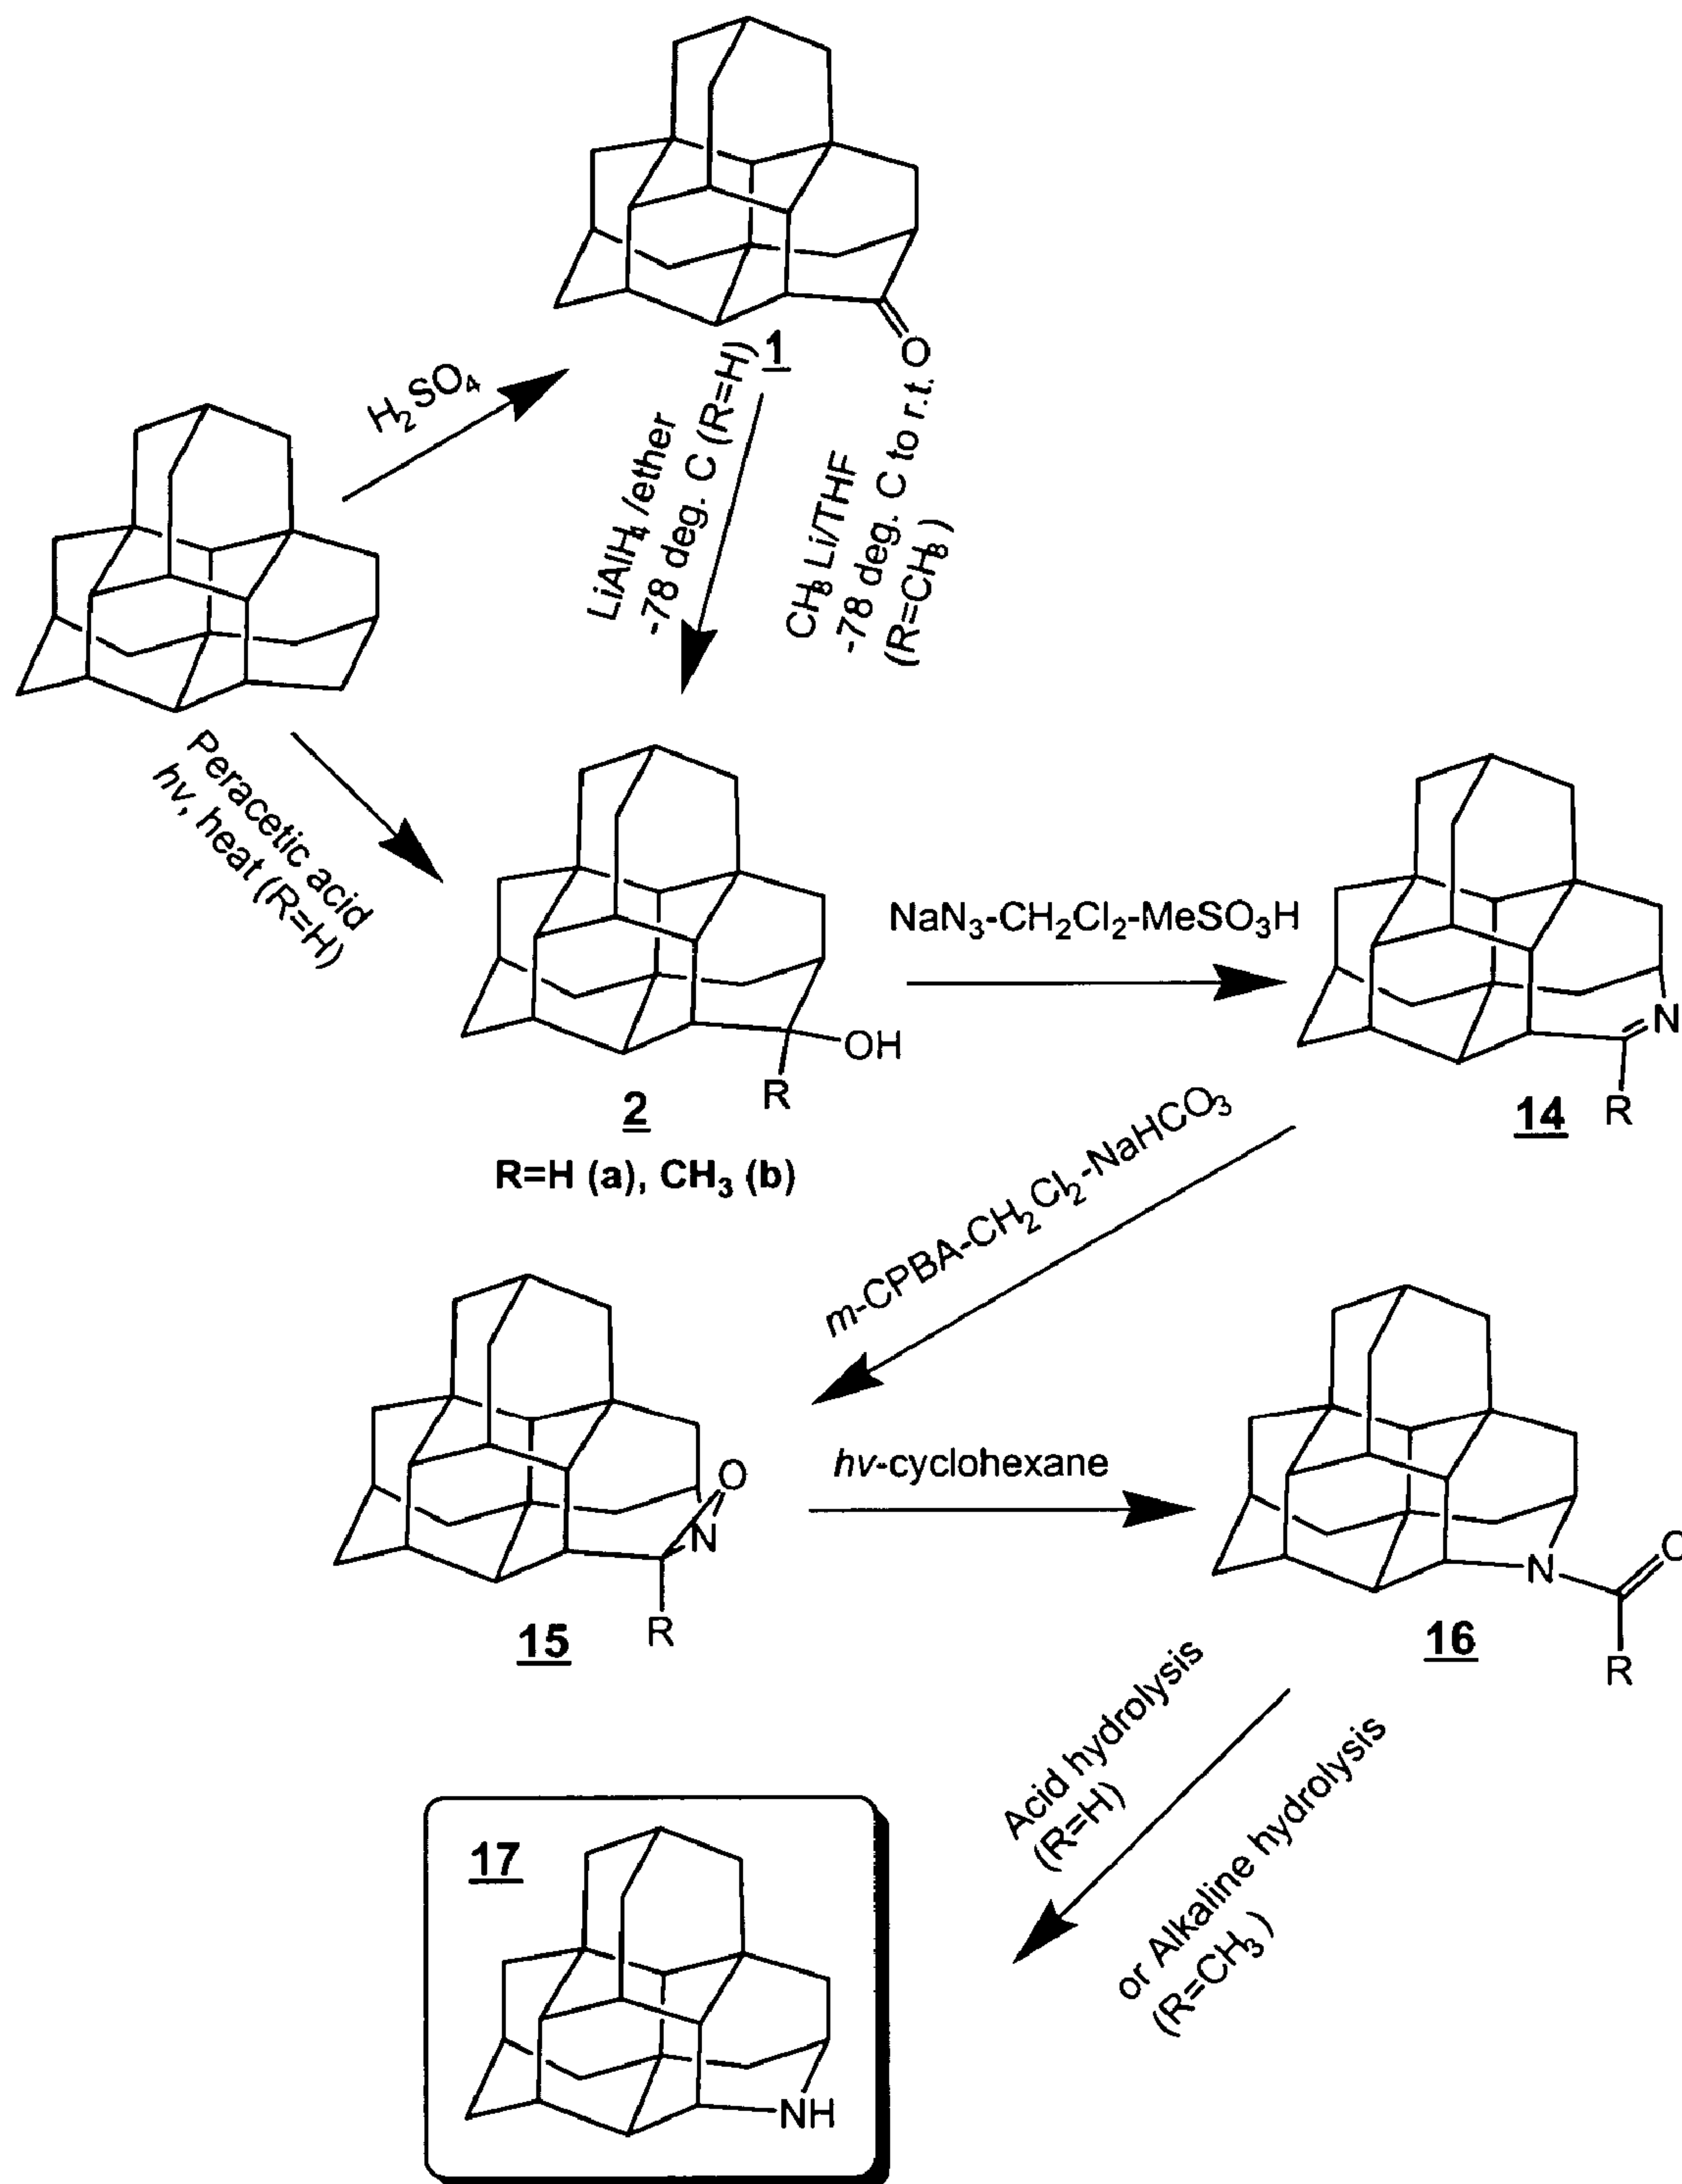 O
1
H₂SO₄
LiAlH₄ /ether
-78 deg. C (R=H)
CH₃ Li/THF
-78 deg. C to r.t.
(R=CH₃ )
Peracetic acid
hv, heat (R=H)
OH
R
2
R=H (a), CH₃ (b)
NaN₃-CH₂Cl₂-MeSO₃H
N
R
14
m-CPBA-CH₂Cl₂-NaHCO₃
O
N
R
15
hv-cyclohexane
N
O
R
16
Acid hydrolysis
(R=H)
or Alkaline hydrolysis
(R=CH₃ )
17
NH